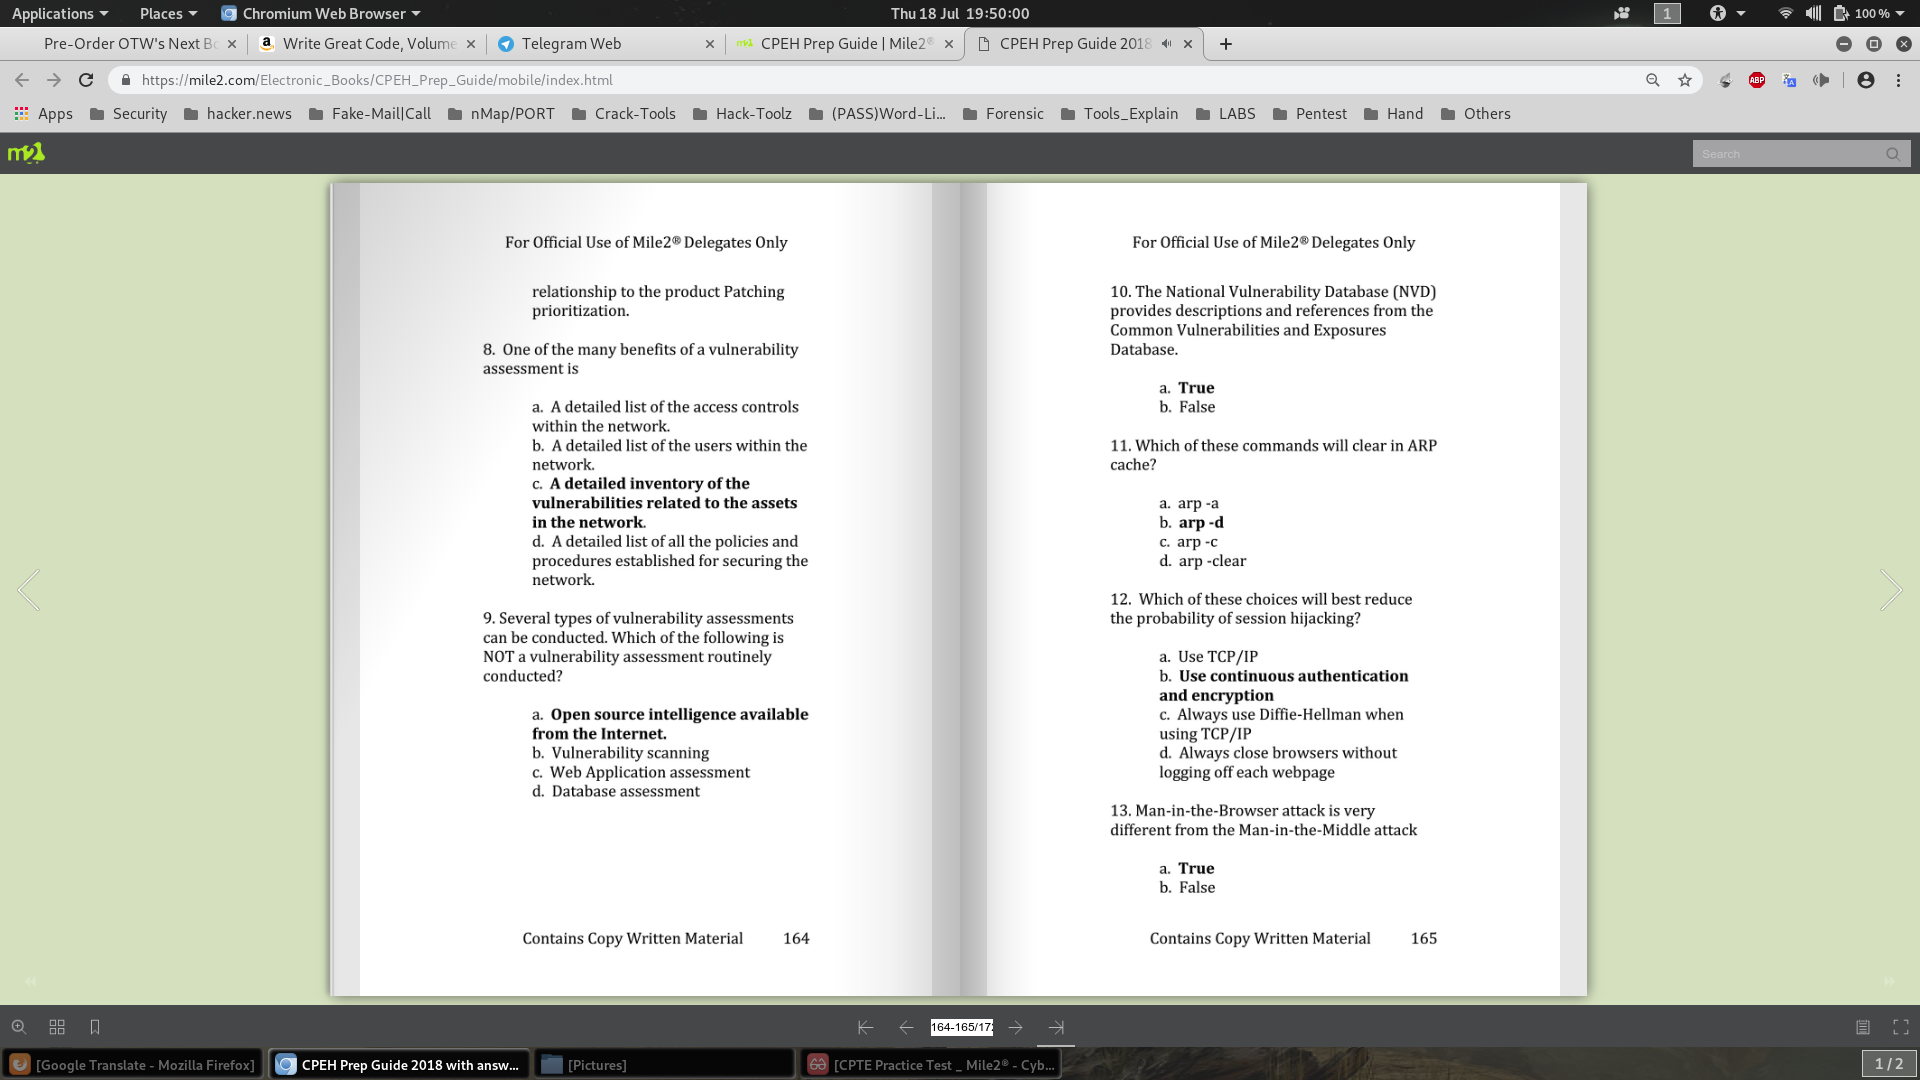 Applications Places Chromium Web Browser Thu 18 Jul 19:50:00 1 100 %
Pre-Order OTW's Next Bo Write Great Code, Volume Telegram Web CPEH Prep Guide | Mile2® CPEH Prep Guide 2018
https://mile2.com/Electronic_Books/CPEH_Prep_Guide/mobile/index.html ABP
Apps Security hacker.news Fake-Mail|Call nMap/PORT Crack-Tools Hack-Toolz (PASS)Word-Li... Forensic Tools_Explain LABS Pentest Hand Others
m2 Search
For Official Use of Mile2® Delegates Only
relationship to the product Patching
prioritization.
8. One of the many benefits of a vulnerability
assessment is
a. A detailed list of the access controls
within the network.
b. A detailed list of the users within the
network.
c. A detailed inventory of the
vulnerabilities related to the assets
in the network.
d. A detailed list of all the policies and
procedures established for securing the
network.
9. Several types of vulnerability assessments
can be conducted. Which of the following is
NOT a vulnerability assessment routinely
conducted?
a. Open source intelligence available
from the Internet.
b. Vulnerability scanning
c. Web Application assessment
d. Database assessment
Contains Copy Written Material 164
For Official Use of Mile2® Delegates Only
10. The National Vulnerability Database (NVD)
provides descriptions and references from the
Common Vulnerabilities and Exposures
Database.
a. True
b. False
11. Which of these commands will clear in ARP
cache?
a. arp -a
b. arp -d
c. arp -c
d. arp -clear
12. Which of these choices will best reduce
the probability of session hijacking?
a. Use TCP/IP
b. Use continuous authentication
and encryption
c. Always use Diffie-Hellman when
using TCP/IP
d. Always close browsers without
logging off each webpage
13. Man-in-the-Browser attack is very
different from the Man-in-the-Middle attack
a. True
b. False
Contains Copy Written Material 165
164-165/17
[Google Translate - Mozilla Firefox] CPEH Prep Guide 2018 with answ... [Pictures] [CPTE Practice Test _ Mile2® - Cyb... 1 / 2